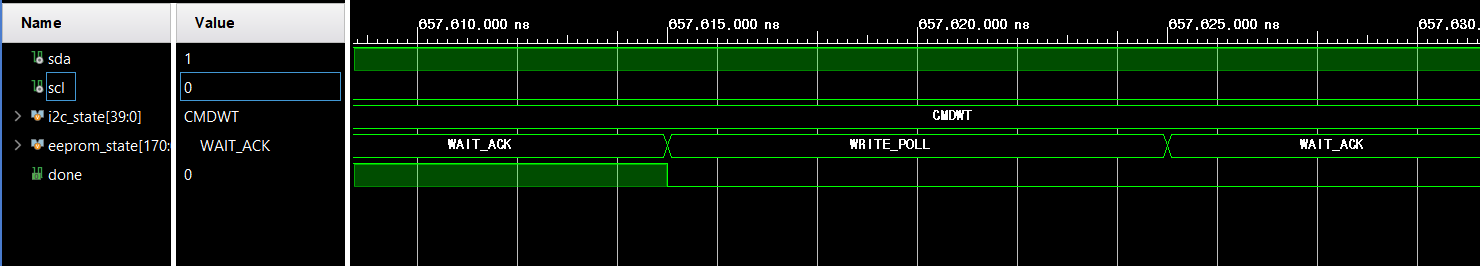 Name Value 657,610.000 ns 657,615.000 ns 657,620.000 ns 657,625.000 ns 657,630.
sda 1
scl 0
i2c_state[39:0] CMDWT CMDWT
eeprom_state[170: WAIT_ACK WAIT_ACK WRITE_POLL WAIT_ACK
done 0